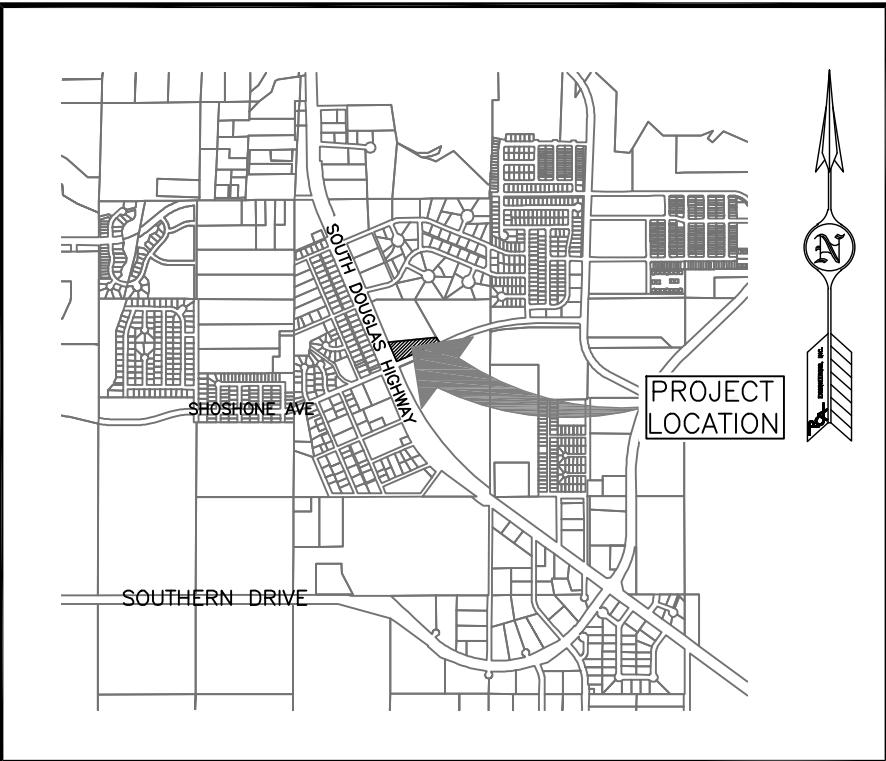 SOUTH DOUGLAS HIGHWAY
SHOSHONE AVE
PROJECT
LOCATION
SOUTHERN DRIVE
N